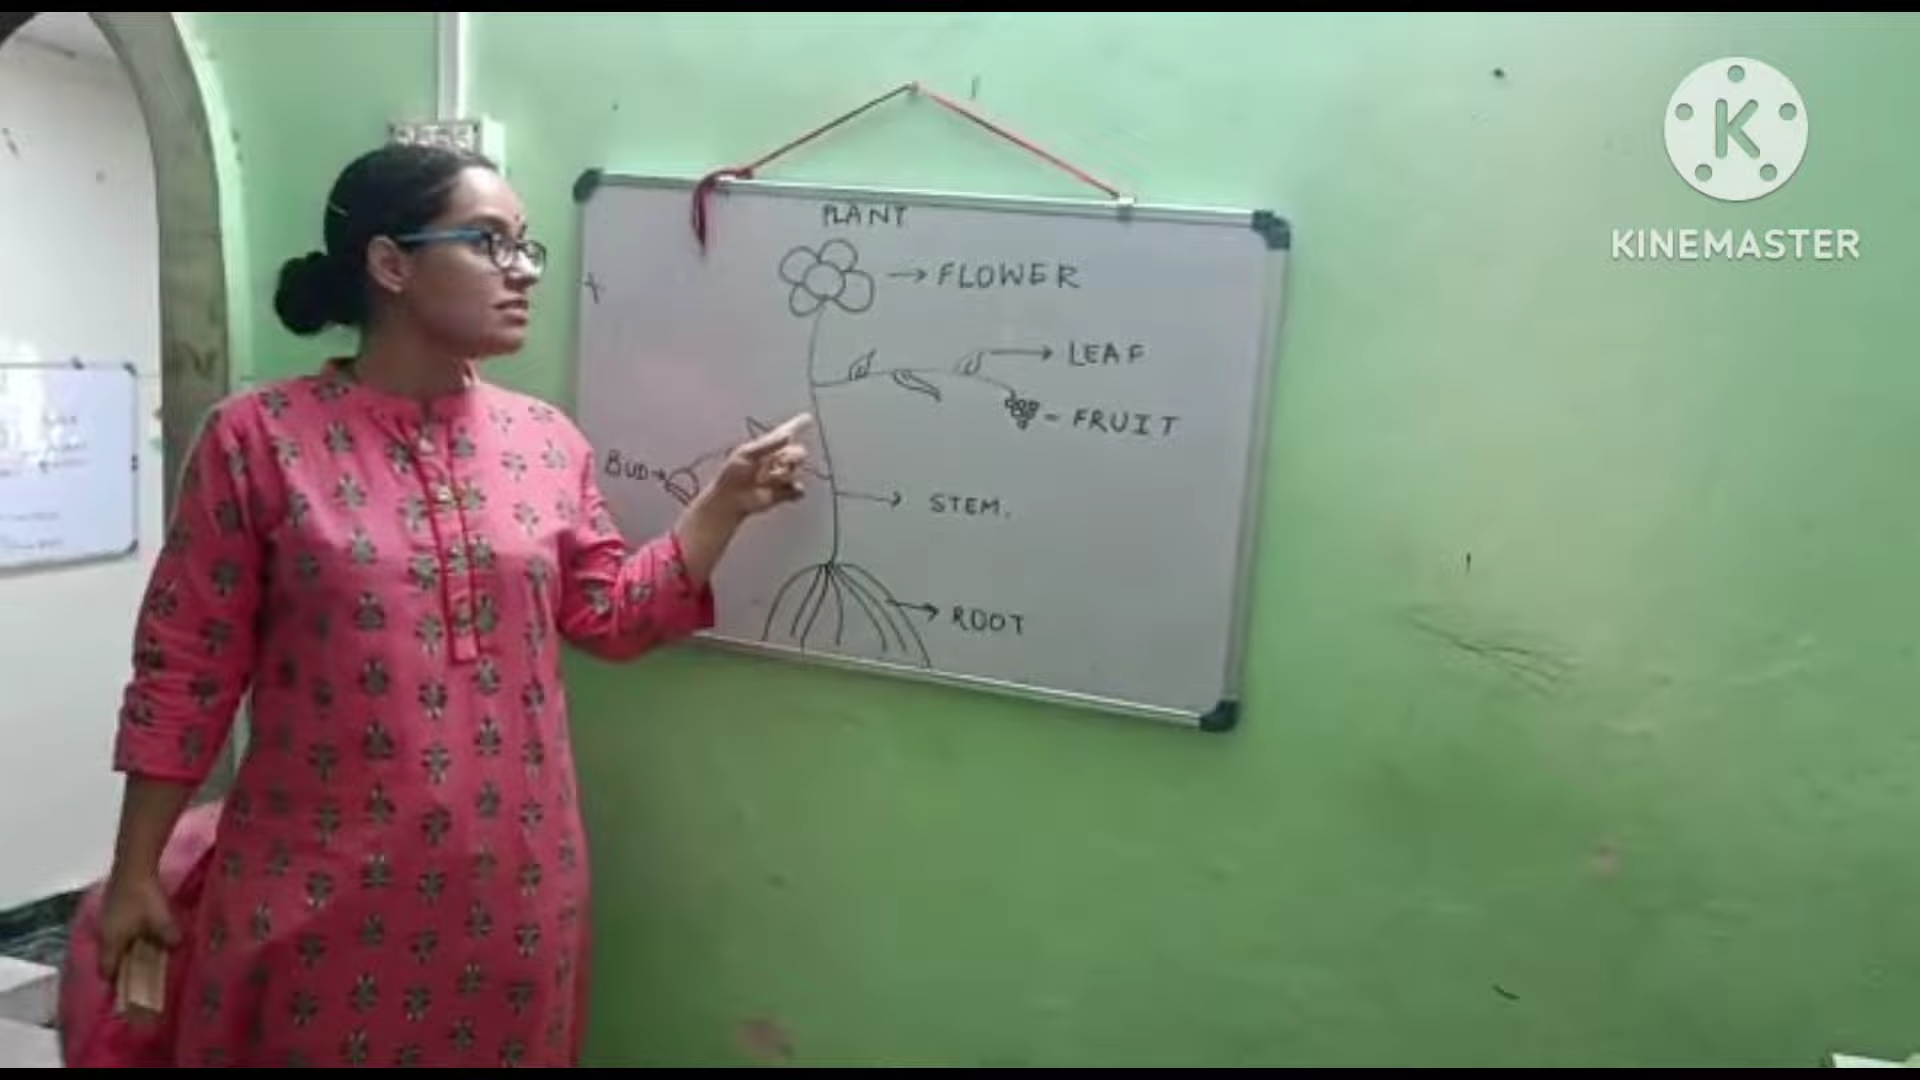 PLANT
→ FLOWER
→ LEAF
- FRUIT
BUD→
→ STEM.
→ ROOT
K
KINEMASTER